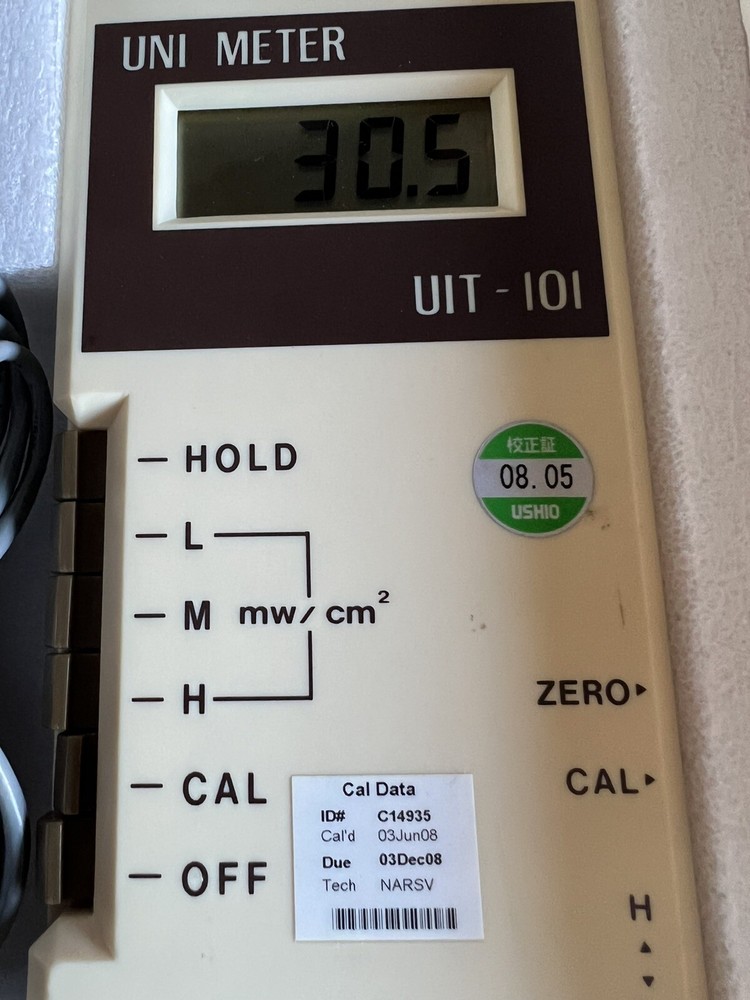 UNI METER
30.5
UIT-101
HOLD
校正証
08.05
USHIO
L
M mw/cm²
H
ZERO▸
CAL▸
CAL
Cal Data
ID# C14935
Cal'd 03Jun08
Due 03Dec08
Tech NARSV
OFF
H